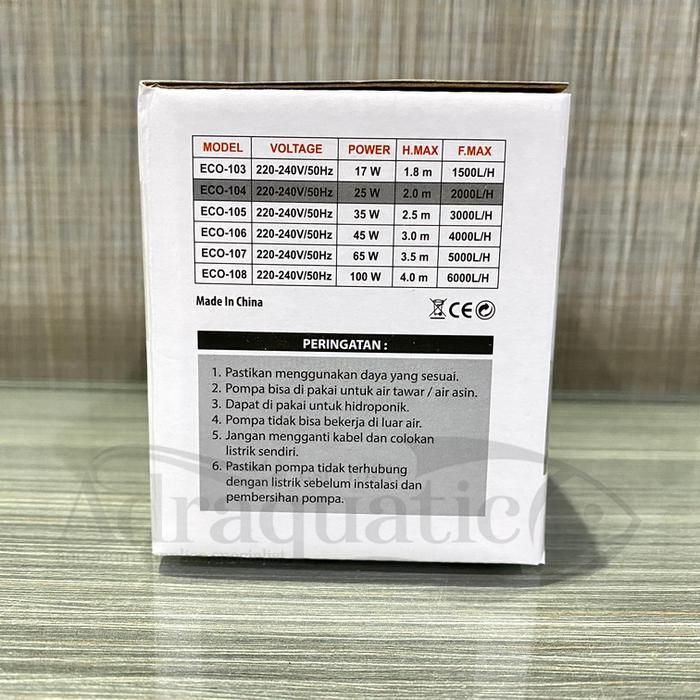 MODEL VOLTAGE POWER H.MAX F.MAX
ECO-103 220-240V/50Hz 17 W 1.8 m 1500L/H
ECO-104 220-240V/50Hz 25 W 2.0 m 2000L/H
ECO-105 220-240V/50Hz 35 W 2.5 m 3000L/H
ECO-106 220-240V/50Hz 45 W 3.0 m 4000L/H
ECO-107 220-240V/50Hz 65 W 3.5 m 5000L/H
ECO-108 220-240V/50Hz 100 W 4.0 m 6000L/H
Made In China
CE
PERINGATAN :
1. Pastikan menggunakan daya yang sesuai.
2. Pompa bisa di pakai untuk air tawar / air asin.
3. Dapat di pakai untuk hidroponik.
4. Pompa tidak bisa bekerja di luar air.
5. Jangan mengganti kabel dan colokan
listrik sendiri.
6. Pastikan pompa tidak terhubung
dengan listrik sebelum instalasi dan
pembersihan pompa.
Adraquatic